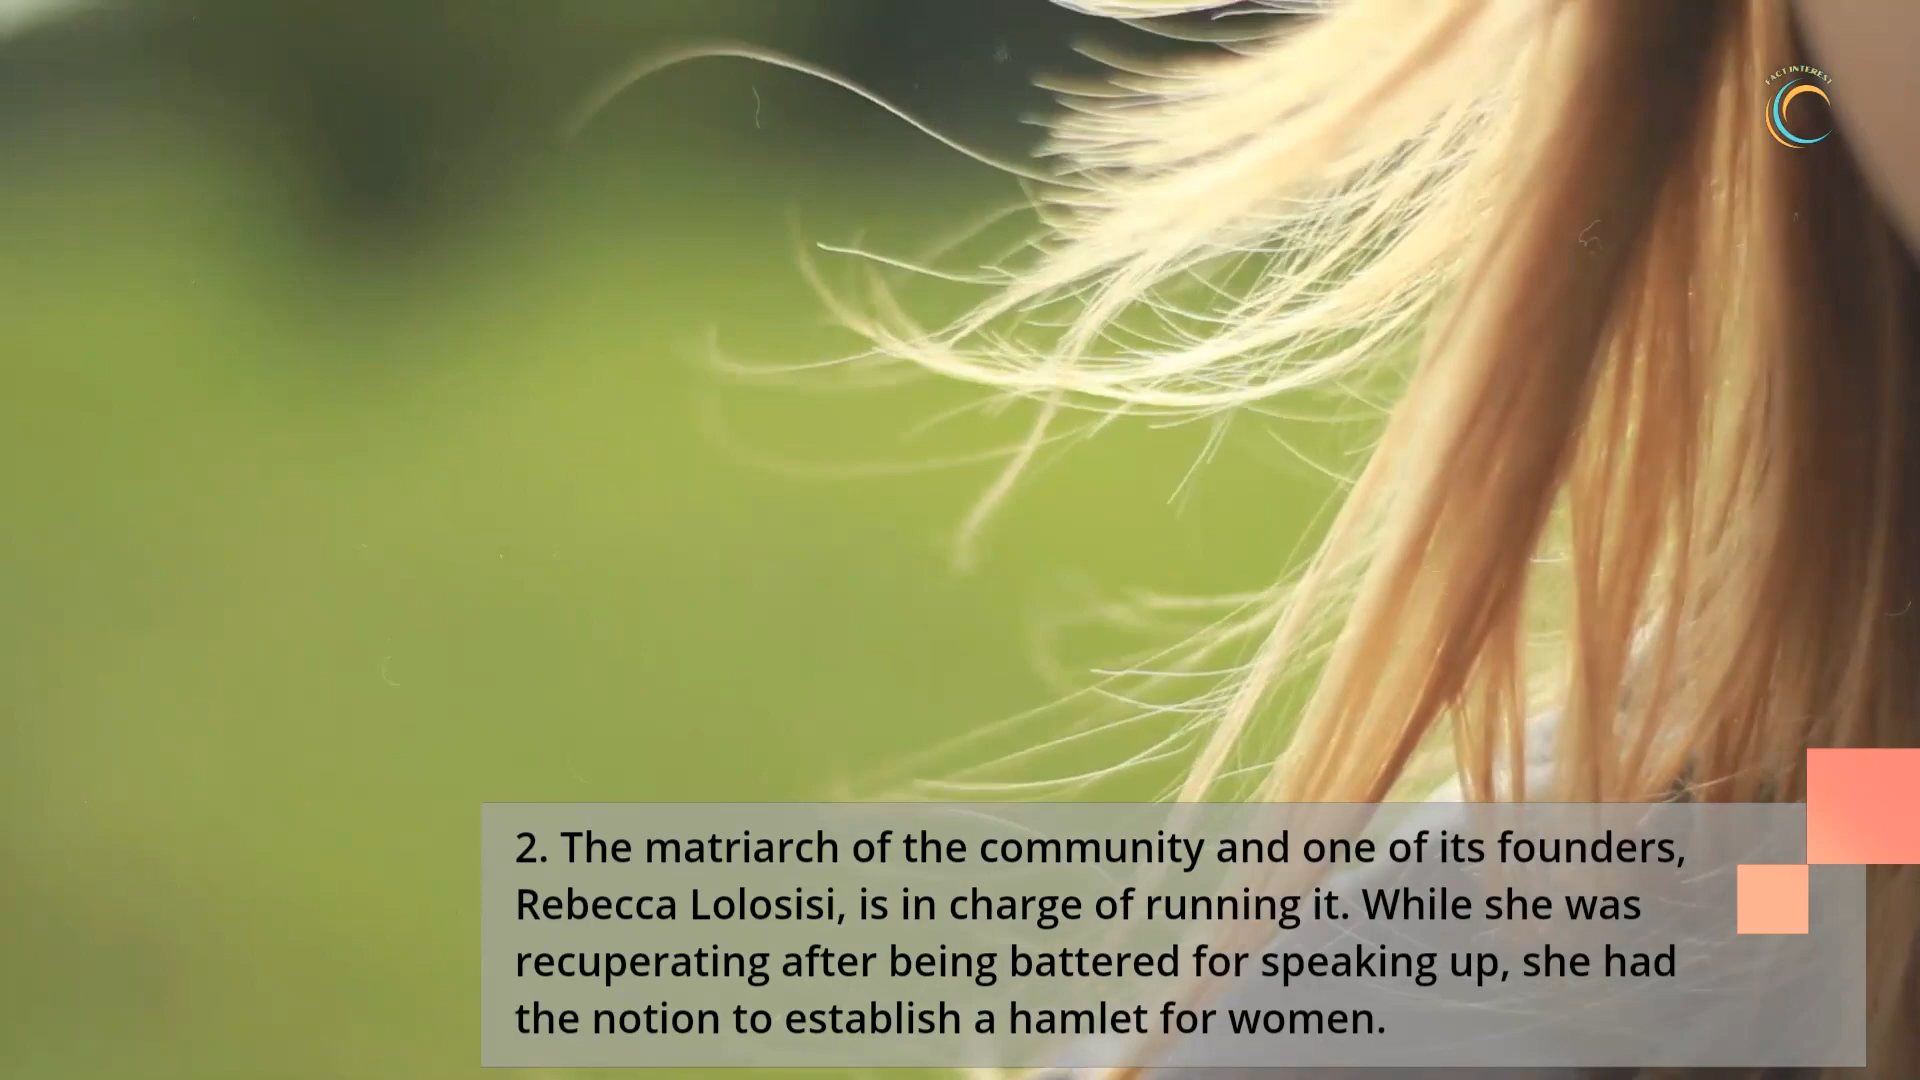 FACT INTEREST
2. The matriarch of the community and one of its founders,
Rebecca Lolosisi, is in charge of running it. While she was
recuperating after being battered for speaking up, she had
the notion to establish a hamlet for women.